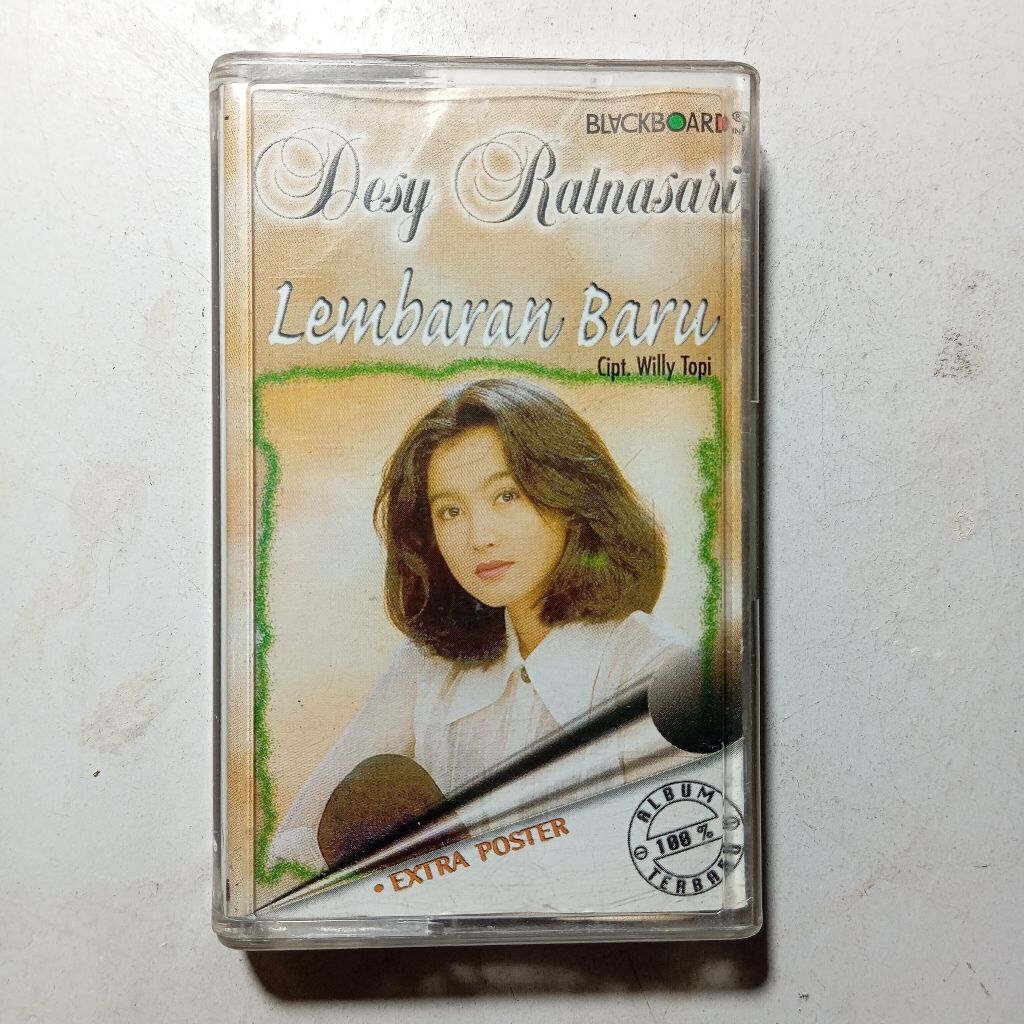 BLACKBOARD
Desy Ratnasari
Lembaran Baru
Cipt. Willy Topi
• EXTRA POSTER
ALBUM
100 %
TERBARU